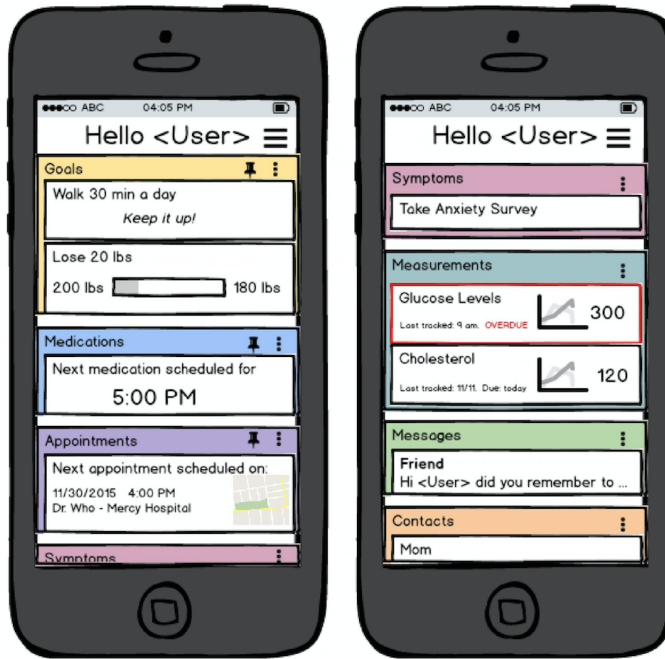 ABC 04:05 PM
Hello <User>
Goals
Walk 30 min a day
Keep it up!
Lose 20 lbs
200 lbs 180 lbs
Medications
Next medication scheduled for
5:00 PM
Appointments
Next appointment scheduled on:
11/30/2015 4:00 PM
Dr. Who - Mercy Hospital
Symptoms
ABC 04:05 PM
Hello <User>
Symptoms
Take Anxiety Survey
Measurements
Glucose Levels
300
Last tracked: 9 am. OVERDUE
Cholesterol
120
Last tracked: 11/11. Due: today
Messages
Friend
Hi <User> did you remember to ...
Contacts
Mom